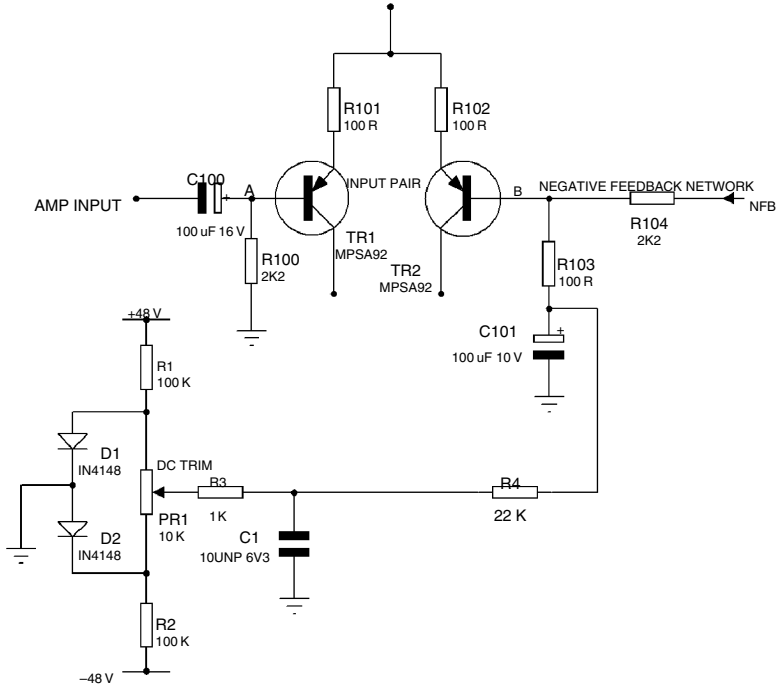 R101
100 R
R102
100 R
C100
A
INPUT PAIR
B
NEGATIVE FEEDBACK NETWORK
AMP INPUT
+
NFB
100 uF 16 V
R104
2K2
TR1
MPSA92
R100
2K2
TR2
MPSA92
R103
100 R
+48 V
C101
+
100 uF 10 V
R1
100 K
D1
IN4148
DC TRIM
R3
R4
PR1
10 K
1K
22 K
D2
IN4148
C1
10UNP 6V3
R2
100 K
–48 V